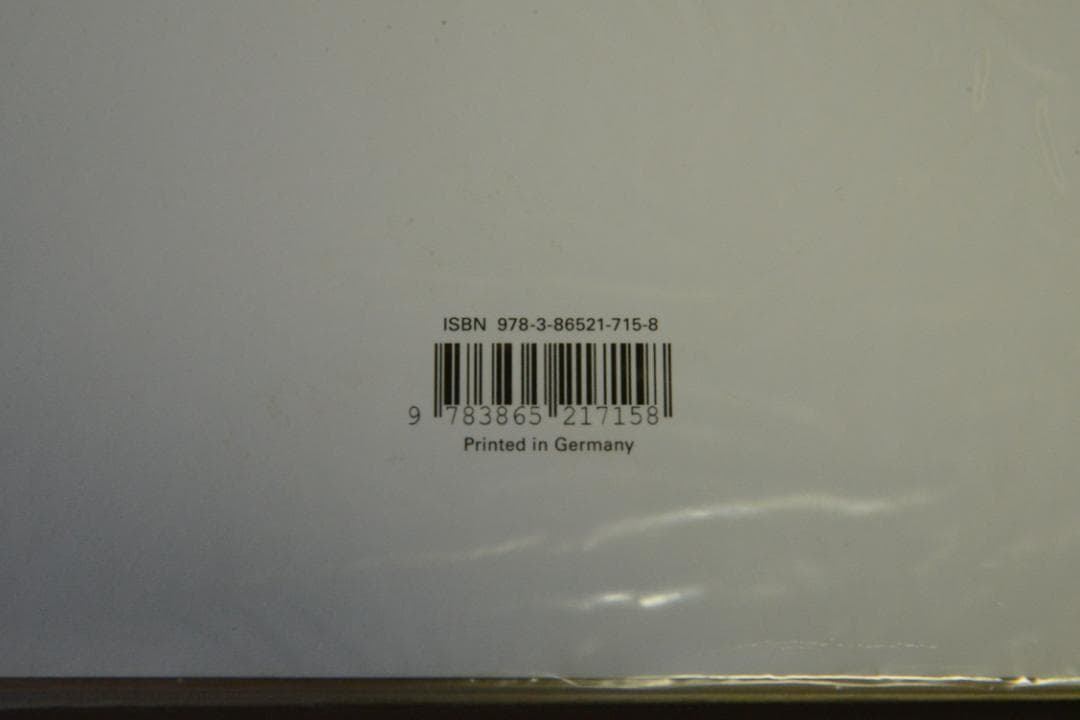 ISBN 978-3-86521-715-8
9 783865 217158
Printed in Germany